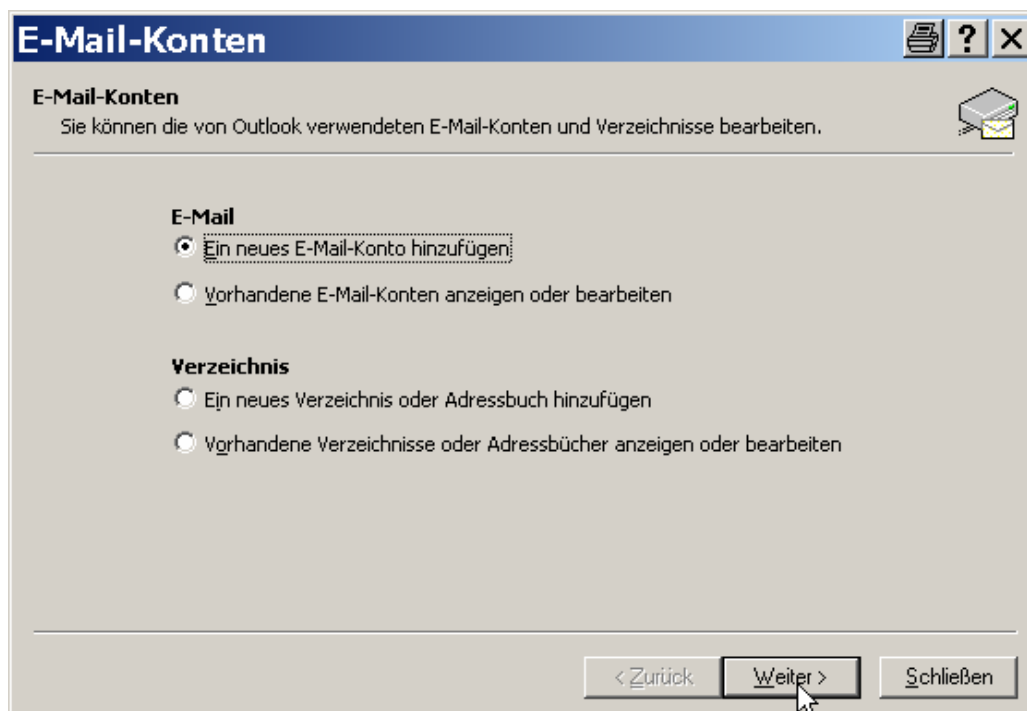 E-Mail-Konten
?
E-Mail-Konten
Sie können die von Outlook verwendeten E-Mail-Konten und Verzeichnisse bearbeiten.
E-Mail
Ein neues E-Mail-Konto hinzufügen
Vorhandene E-Mail-Konten anzeigen oder bearbeiten
Verzeichnis
Ein neues Verzeichnis oder Adressbuch hinzufügen
Vorhandene Verzeichnisse oder Adressbücher anzeigen oder bearbeiten
< Zurück Weiter > Schließen